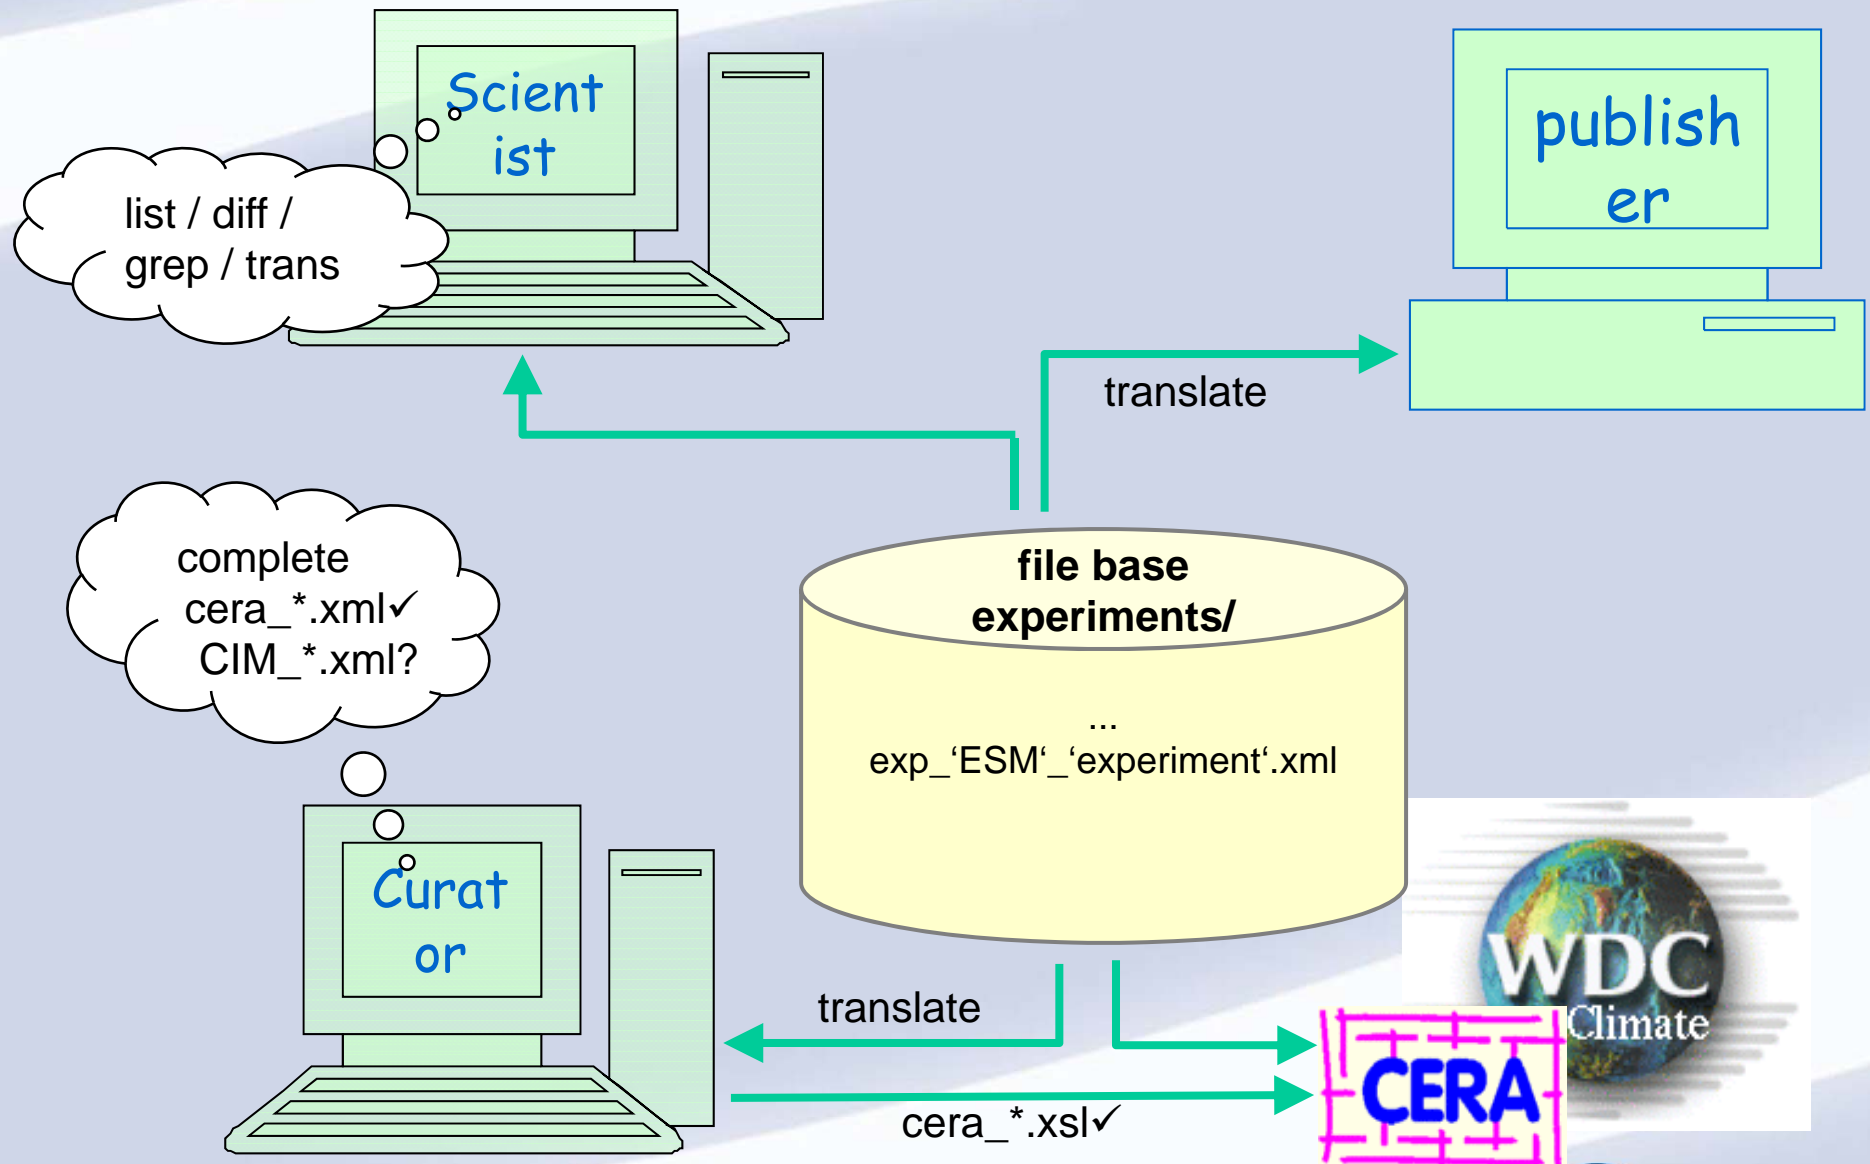 Scient
ist
publish
er
list / diff /
grep / trans
translate
complete
cera_*.xml✓
CIM_*.xml?
file base
experiments/
...
exp_‘ESM‘_‘experiment‘.xml
Curat
or
translate
WDC
Climate
CERA
cera_*.xsl✓